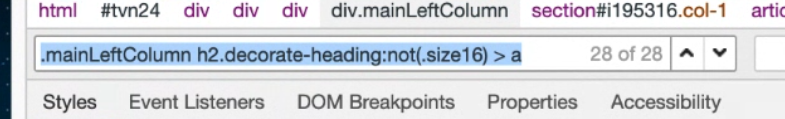 html #tvn24 div div div div.mainLeftColumn section#i195316.col-1 artic
.mainLeftColumn h2.decorate-heading:not(.size16) > a 28 of 28
Styles Event Listeners DOM Breakpoints Properties Accessibility